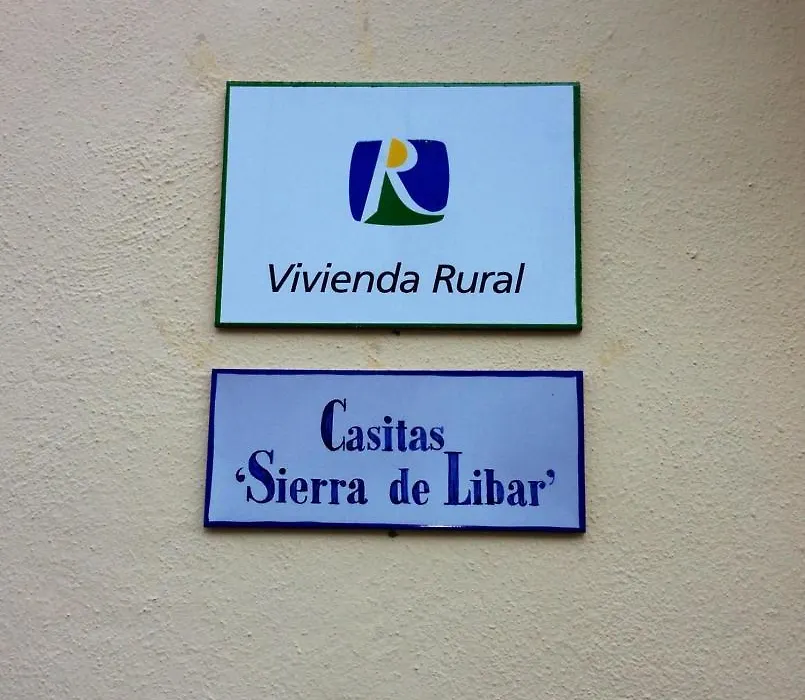 R
Vivienda Rural
Casitas
‘Sierra de Libar’